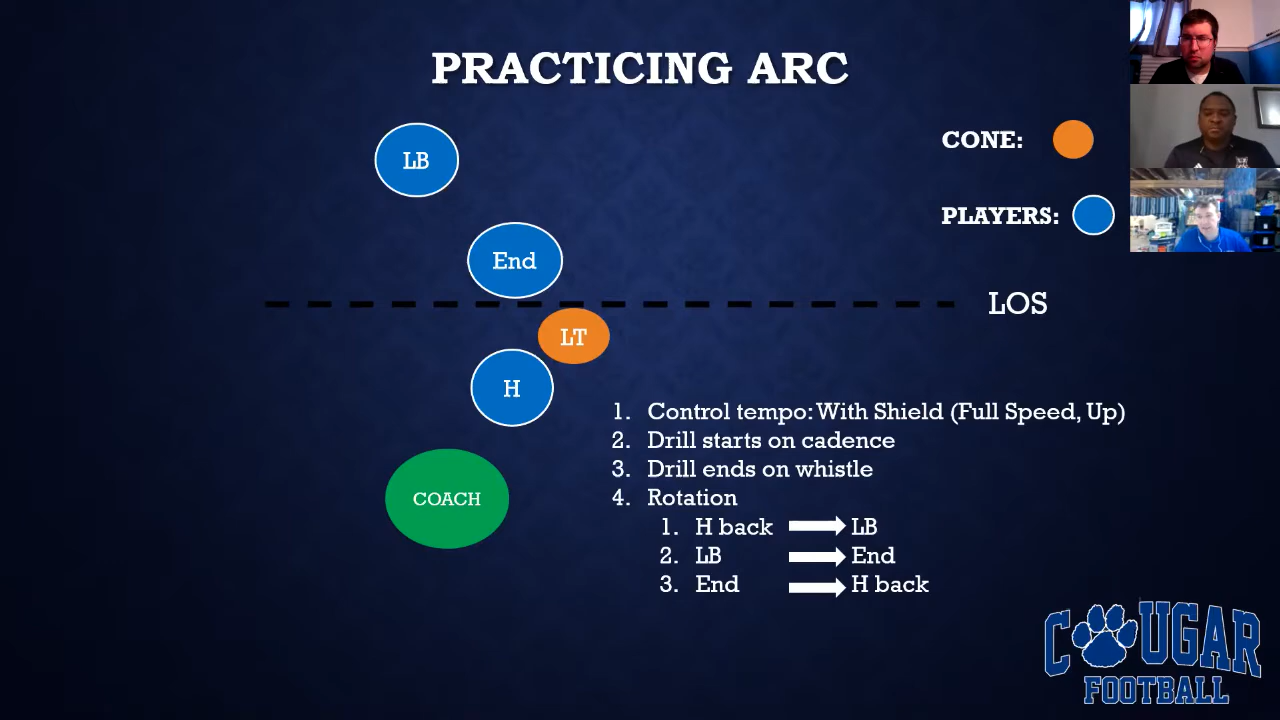 PRACTICING ARC
LB
CONE:
PLAYERS:
End
LOS
LT
H
1. Control tempo: With Shield (Full Speed, Up)
2. Drill starts on cadence
3. Drill ends on whistle
4. Rotation
1. H back LB
2. LB End
3. End H back
COACH
COUGAR
FOOTBALL